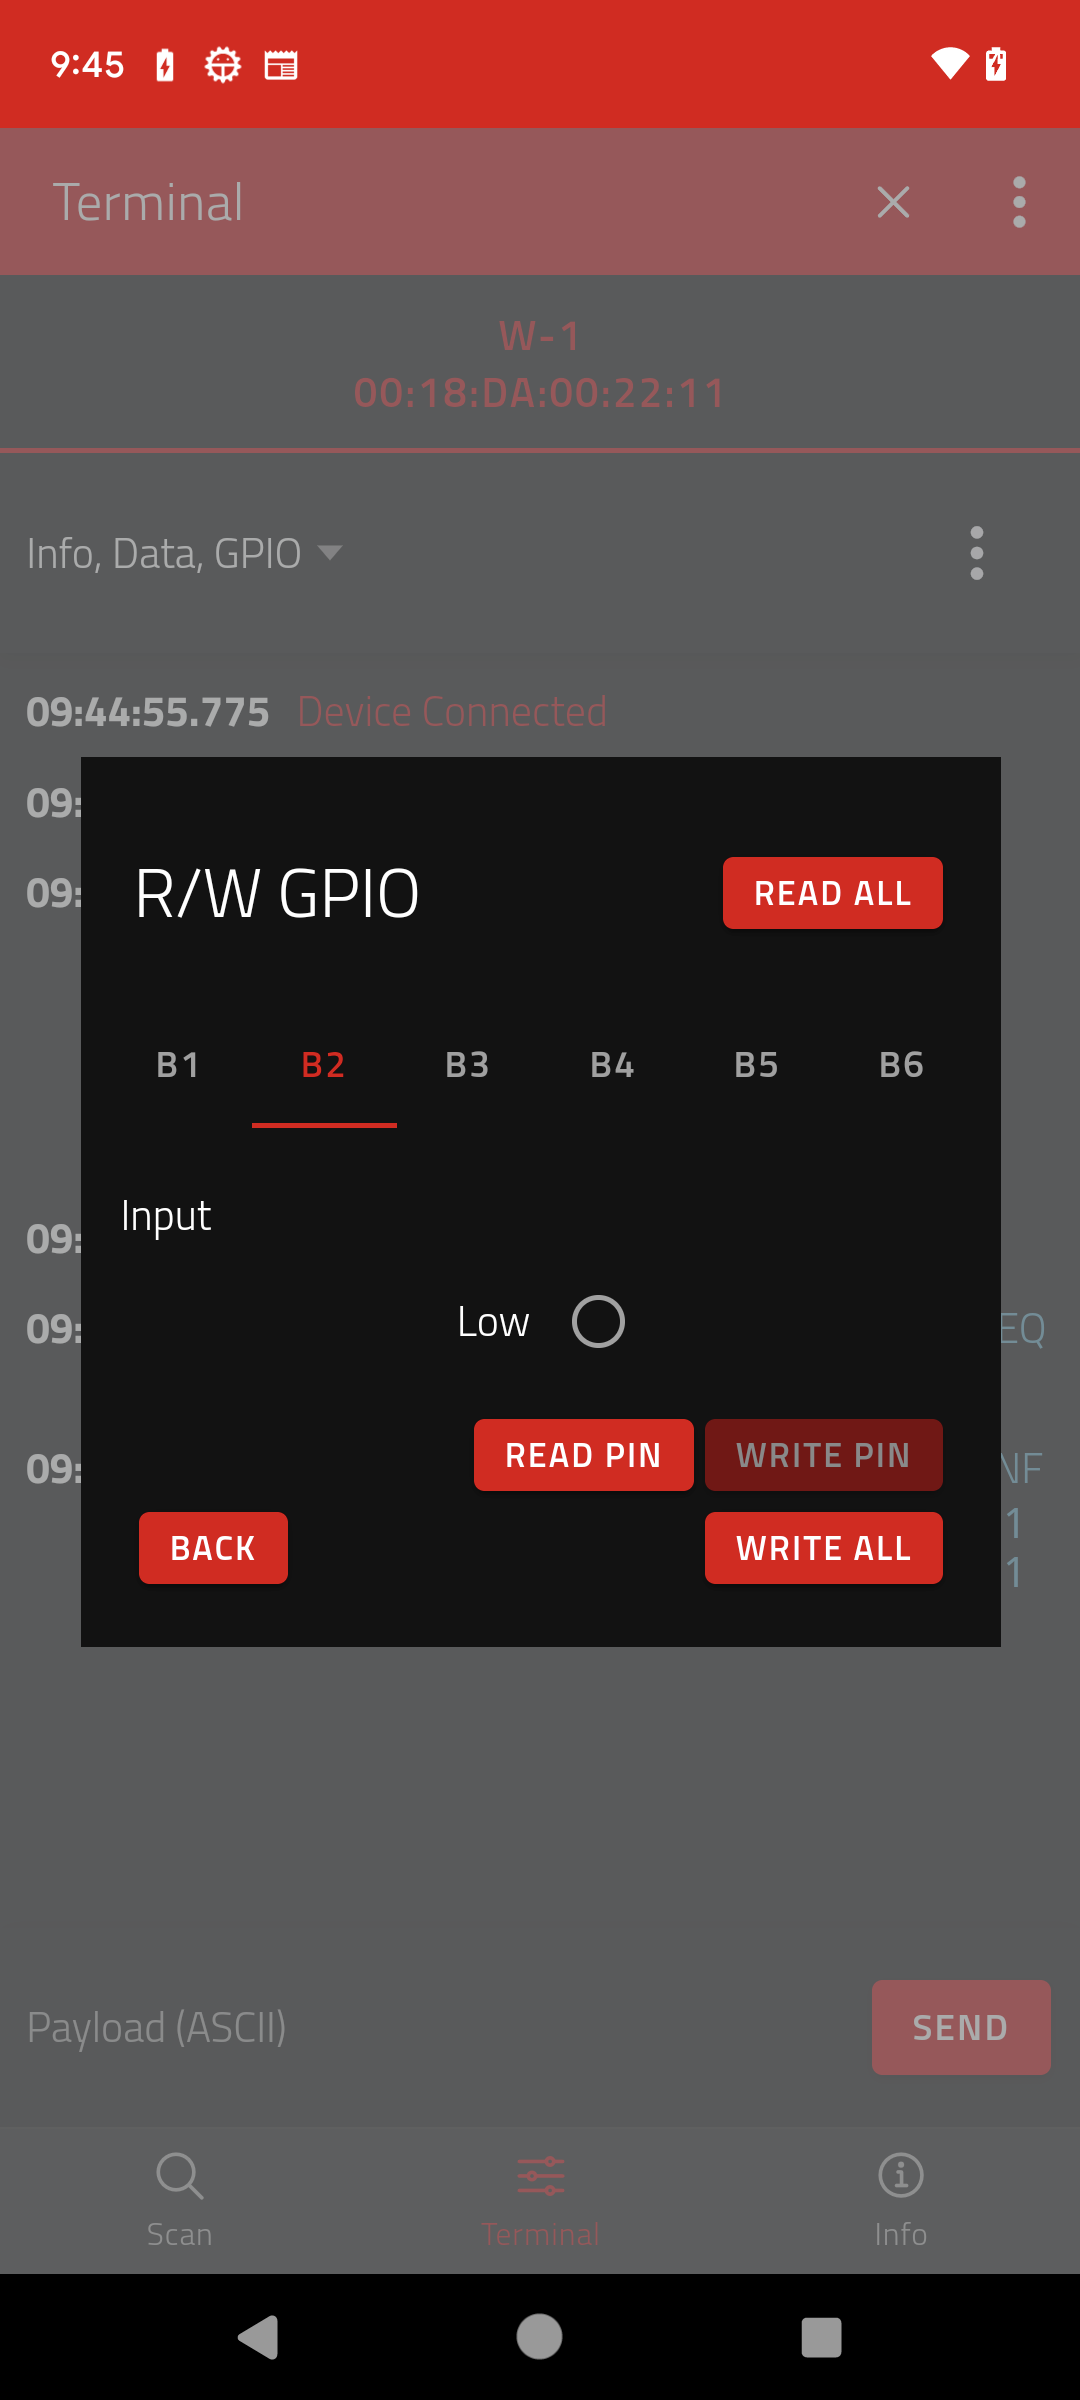 9:45
Terminal
W-1
00:18:DA:00:22:11
Info, Data, GPIO
09:44:55.775 Device Connected
09:
09:
R/W GPIO
READ ALL
B1 B2 B3 B4 B5 B6
Input
09:
Low
09:
EQ
READ PIN
WRITE PIN
09:
NF
1
BACK
WRITE ALL
1
Payload (ASCII)
SEND
Scan
Terminal
Info